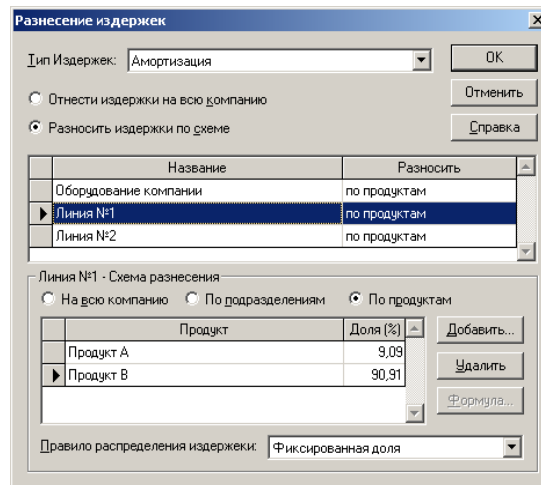 Разнесение издержек
Тип Издержек: Амортизация
OK
Отнести издержки на всю компанию
Отменить
Разносить издержки по схеме
Справка
Название Разносить
Оборудование компании по продуктам
Линия №1 по продуктам
Линия №2 по продуктам
Линия №1 - Схема разнесения
На всю компанию По подразделениям По продуктам
Продукт Доля (%)
Добавить...
Продукт А 9,09
Удалить
Продукт В 90,91
Формула...
Правило распределения издержеки: Фиксированная доля